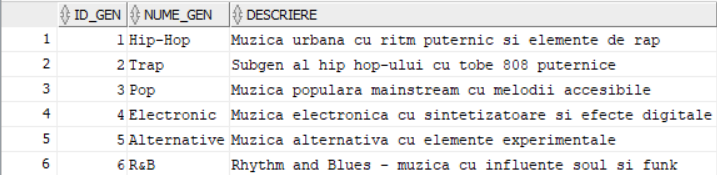 ID_GEN NUME_GEN DESCRIERE
1 1 Hip-Hop Muzica urbana cu ritm puternic si elemente de rap
2 2 Trap Subgen al hip hop-ului cu tobe 808 puternice
3 3 Pop Muzica populara mainstream cu melodii accesibile
4 4 Electronic Muzica electronica cu sintetizatoare si efecte digitale
5 5 Alternative Muzica alternativa cu elemente experimentale
6 6 R&B Rhythm and Blues - muzica cu influente soul si funk